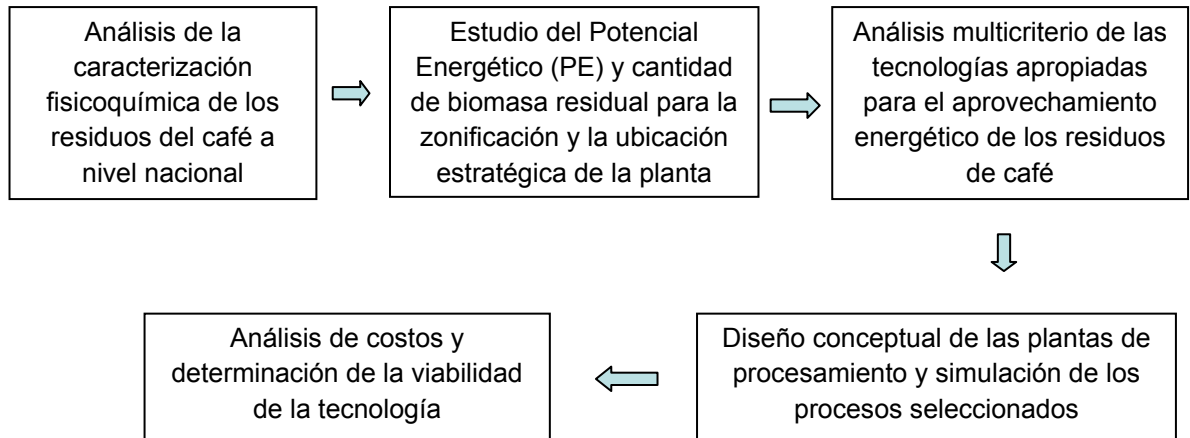 Análisis de la
caracterización
fisicoquímica de los
residuos del café a
nivel nacional
Estudio del Potencial
Energético (PE) y cantidad
de biomasa residual para la
zonificación y la ubicación
estratégica de la planta
Análisis multicriterio de las
tecnologías apropiadas
para el aprovechamiento
energético de los residuos
de café
Diseño conceptual de las plantas de
procesamiento y simulación de los
procesos seleccionados
Análisis de costos y
determinación de la viabilidad
de la tecnología